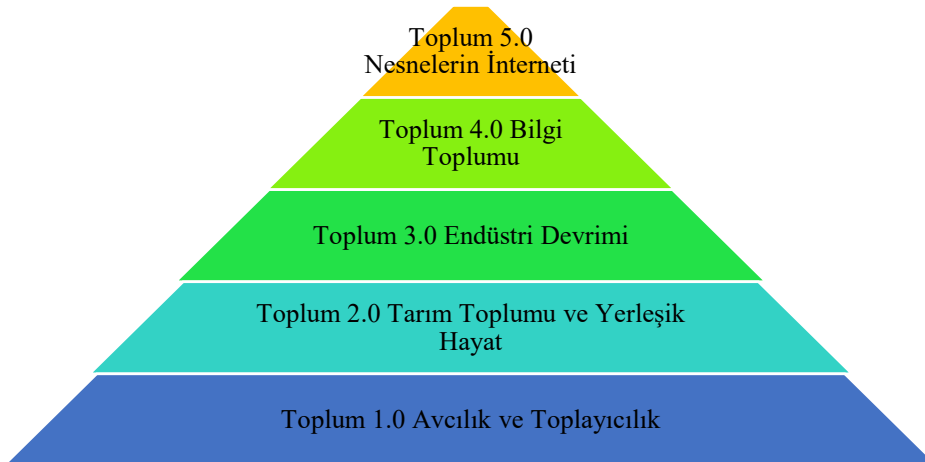 Toplum 5.0
Nesnelerin İnterneti
Toplum 4.0 Bilgi
Toplumu
Toplum 3.0 Endüstri Devrimi
Toplum 2.0 Tarım Toplumu ve Yerleşik
Hayat
Toplum 1.0 Avcılık ve Toplayıcılık